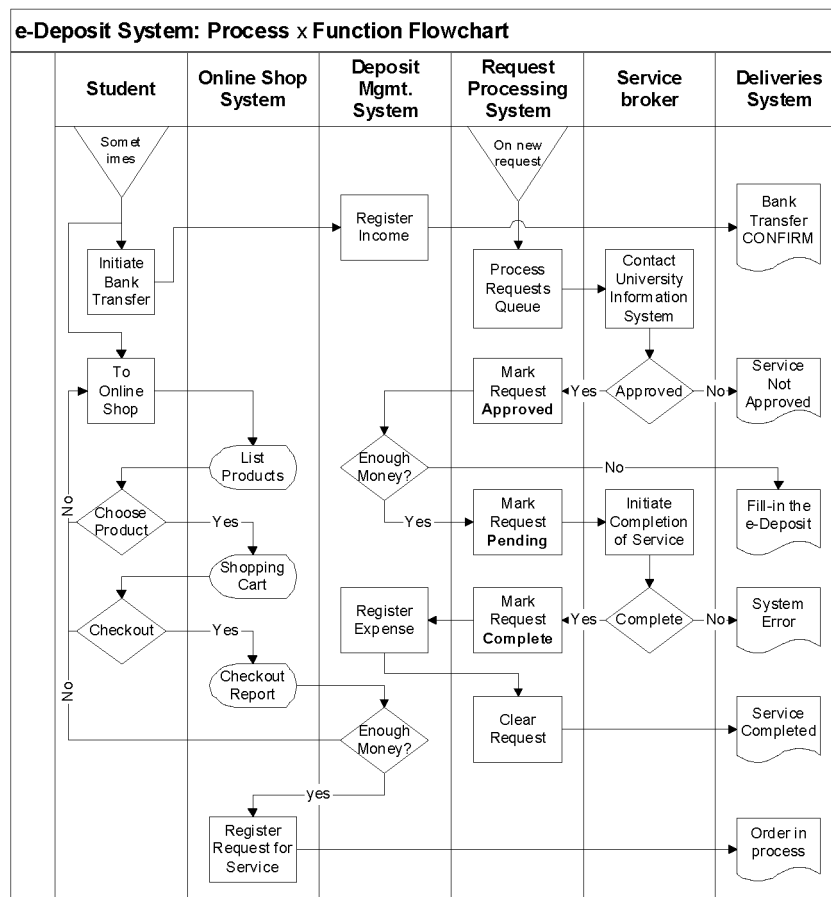 e-Deposit System: Process x Function Flowchart
Student
Online Shop
System
Deposit
Mgmt.
System
Request
Processing
System
Service
broker
Deliveries
System
Somet
imes
On new
request
Register
Income
Bank
Transfer
CONFIRM
Initiate
Bank
Transfer
Process
Requests
Queue
Contact
University
Information
System
To
Online
Shop
Mark
Request
Approved
Yes
Approved
No
Service
Not
Approved
List
Products
Enough
Money?
No
No
Choose
Product
Yes
Yes
Mark
Request
Pending
Initiate
Completion
of Service
Fill-in the
e-Deposit
Shopping
Cart
Checkout
Yes
Register
Expense
Mark
Request
Complete
Yes
Complete
No
System
Error
No
Checkout
Report
Enough
Money?
Clear
Request
Service
Completed
yes
Register
Request for
Service
Order in
process